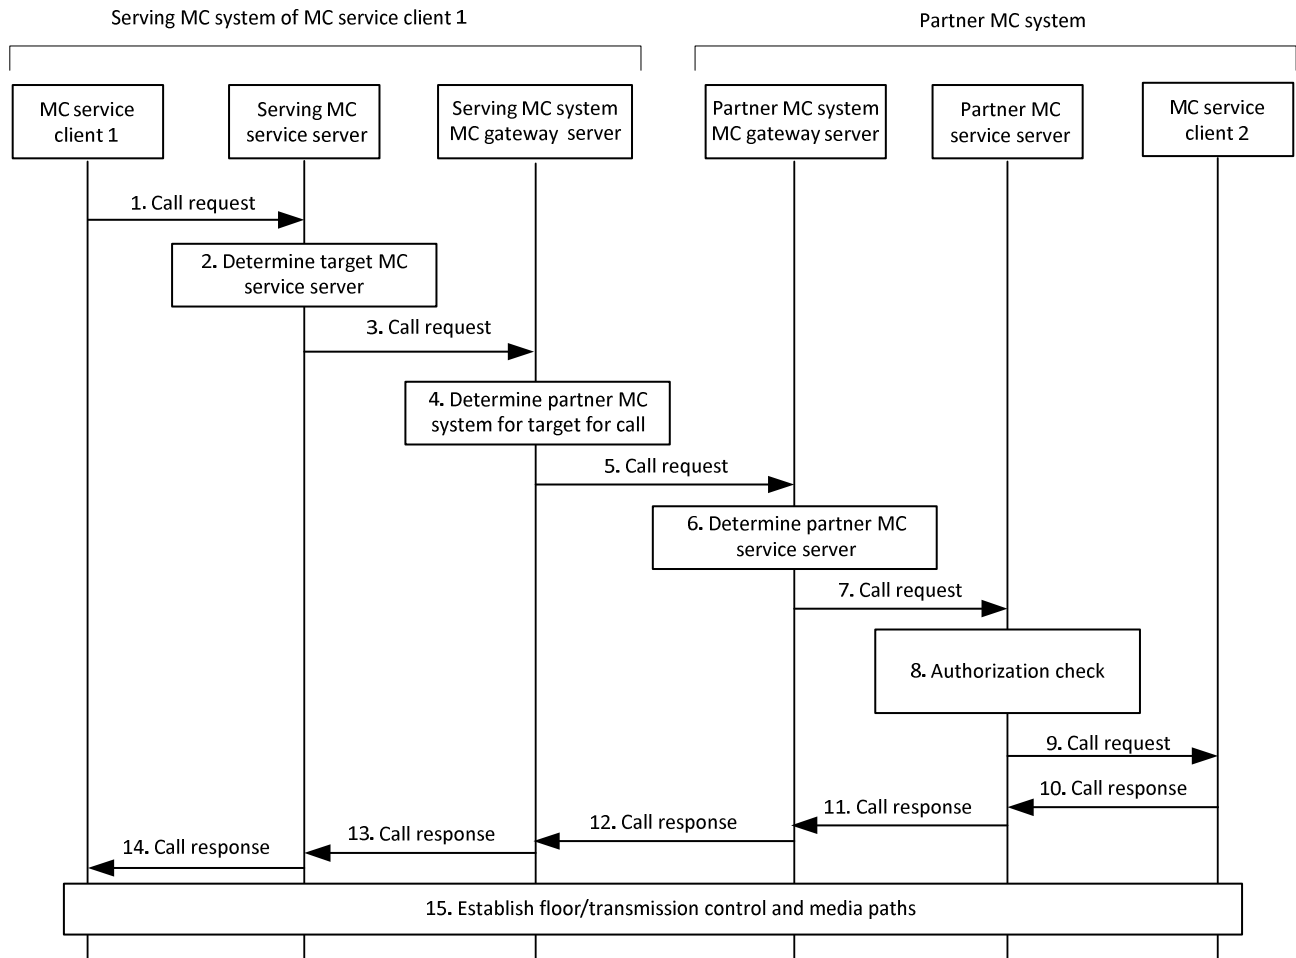 Serving MC system of MC service client 1
Partner MC system
MC service
client 1
Serving MC
service server
Serving MC system
MC gateway server
Partner MC system
MC gateway server
Partner MC
service server
MC service
client 2
1. Call request
2. Determine target MC
service server
3. Call request
4. Determine partner MC
system for target for call
5. Call request
6. Determine partner MC
service server
7. Call request
8. Authorization check
9. Call request
10. Call response
11. Call response
12. Call response
13. Call response
14. Call response
15. Establish floor/transmission control and media paths